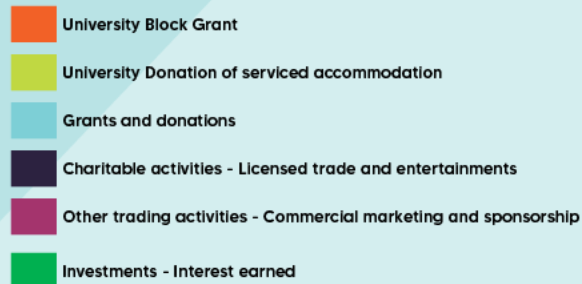 University Block Grant
University Donation of serviced accommodation
Grants and donations
Charitable activities - Licensed trade and entertainments
Other trading activities - Commercial marketing and sponsorship
Investments - Interest earned